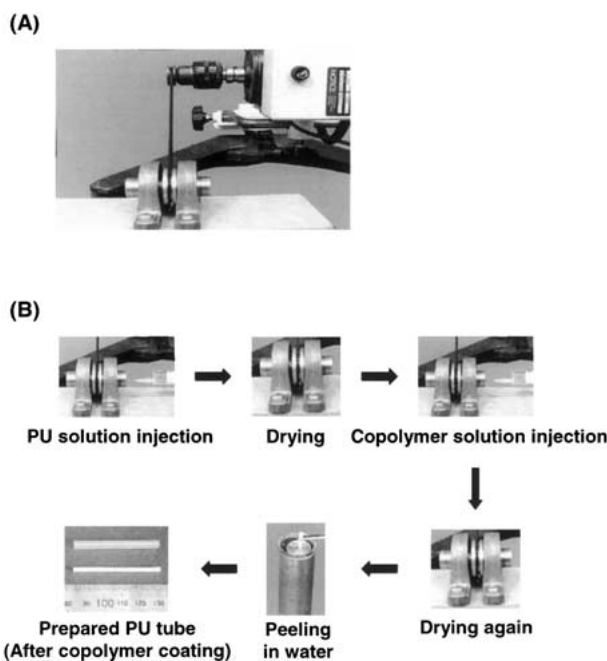 (A)
(B)
PU solution injection
Drying
Copolymer solution injection
Drying again
Peeling
in water
Prepared PU tube
(After copolymer coating)